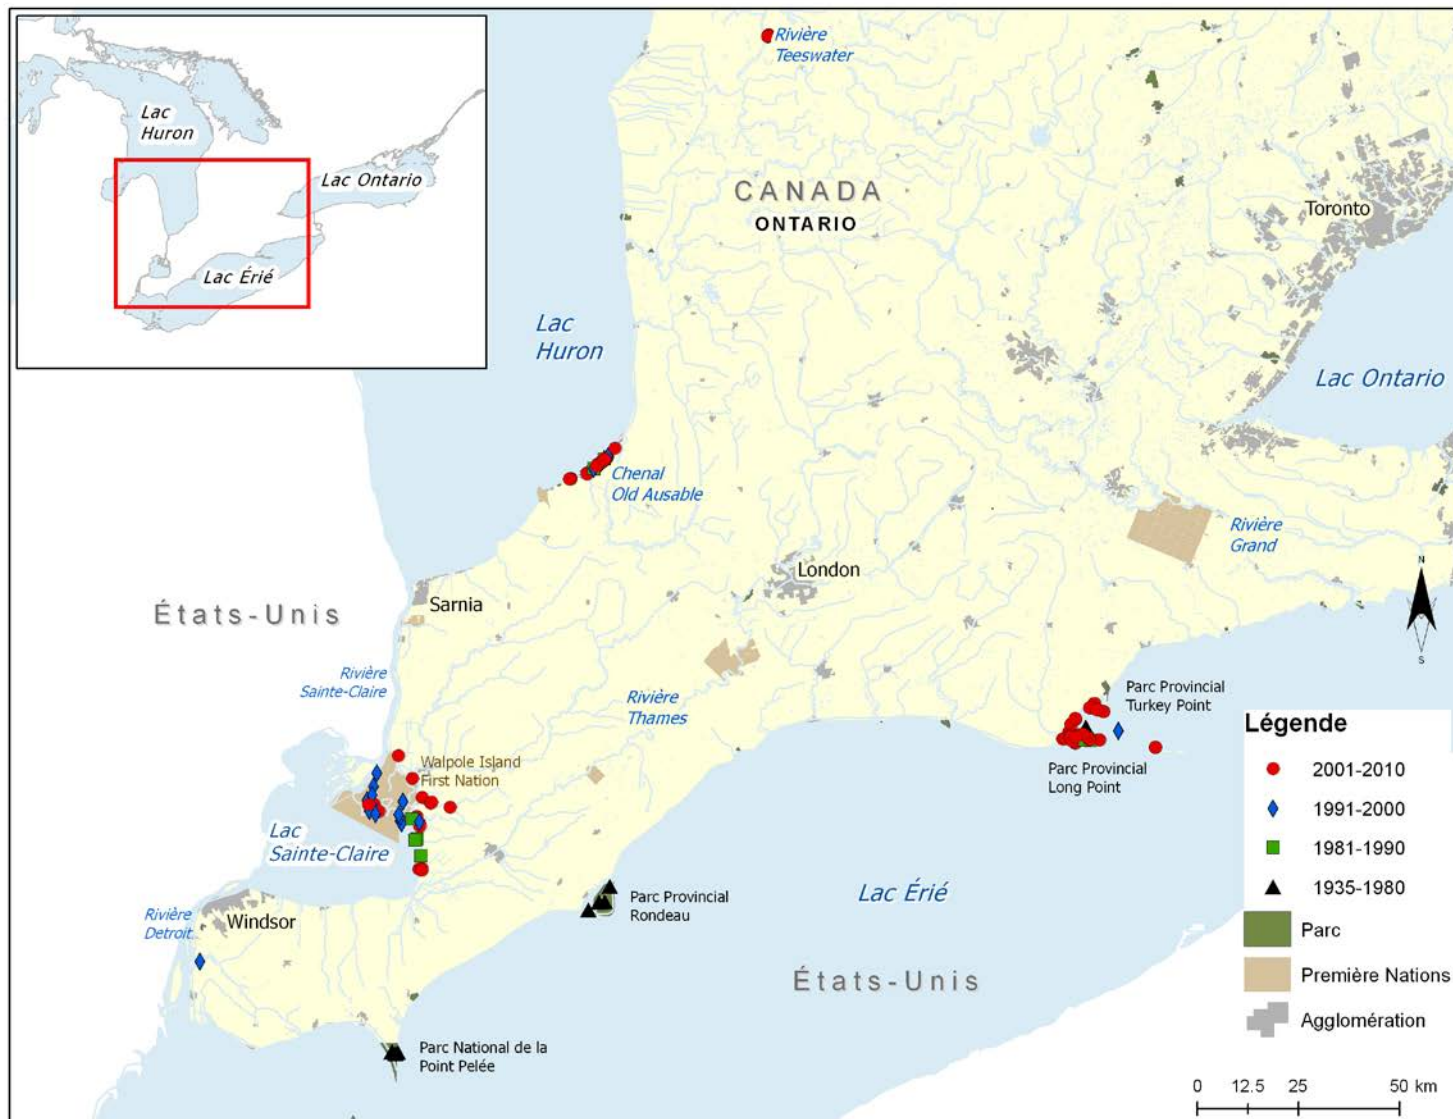 Lac
Huron
Lac Ontario
Lac Érié
Rivière
Teeswater
CANADA
ONTARIO
Toronto
Lac
Huron
Lac Ontario
Chenal
Old Ausable
Rivière
Grand
London
Sarnia
États-Unis
N
S
Rivière
Sainte-Claire
Rivière
Thames
Parc Provincial
Turkey Point
Walpole Island
First Nation
Parc Provincial
Long Point
Lac
Sainte-Claire
Lac Érié
Parc Provincial
Rondeau
Rivière
Detroit
Windsor
États-Unis
Parc National de la
Point Pelée
Légende
2001-2010
1991-2000
1981-1990
1935-1980
Parc
Première Nations
Agglomération
0 12.5 25 50 km